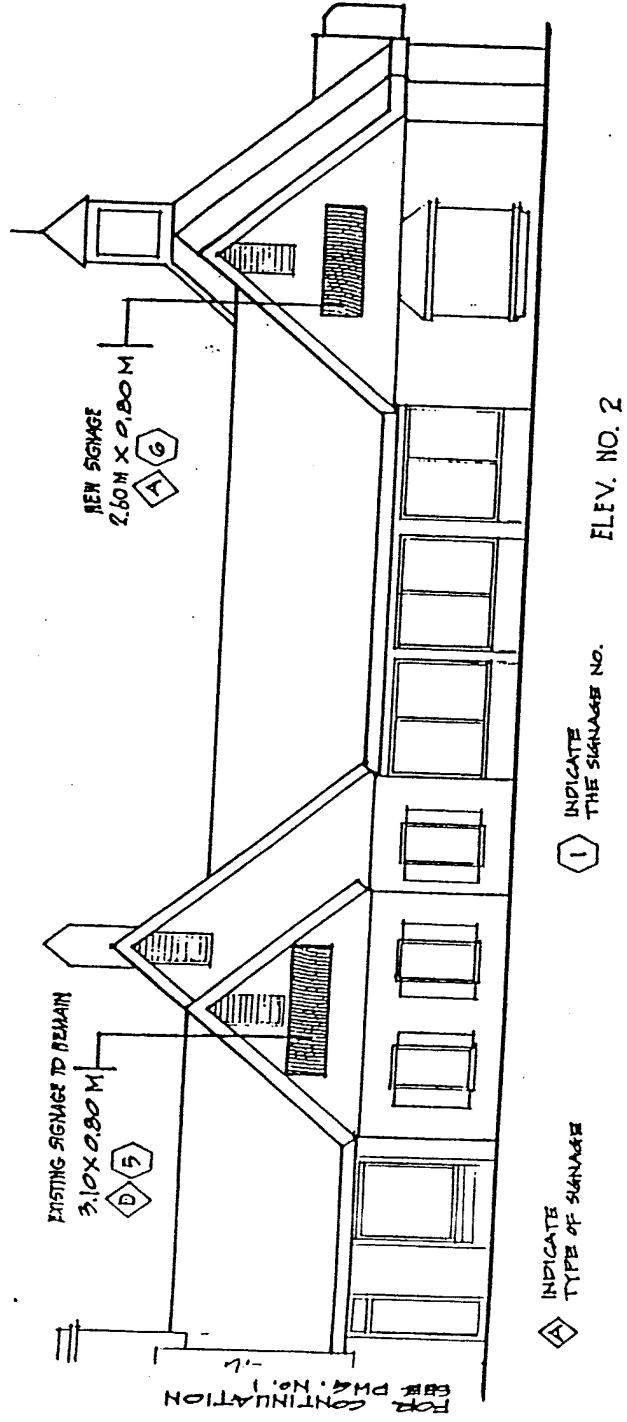 EXISTING SIGNAGE TO REMAIN
3.10 X 0.80 M
D 5
NEW SIGNAGE
2.60 M X 0.80 M
A 6
FOR CONTINUATION
SEE DWG. NO. 1
A INDICATE
TYPE OF SIGNAGE
1 INDICATE
THE SIGNAGE NO.
ELEV. NO. 2